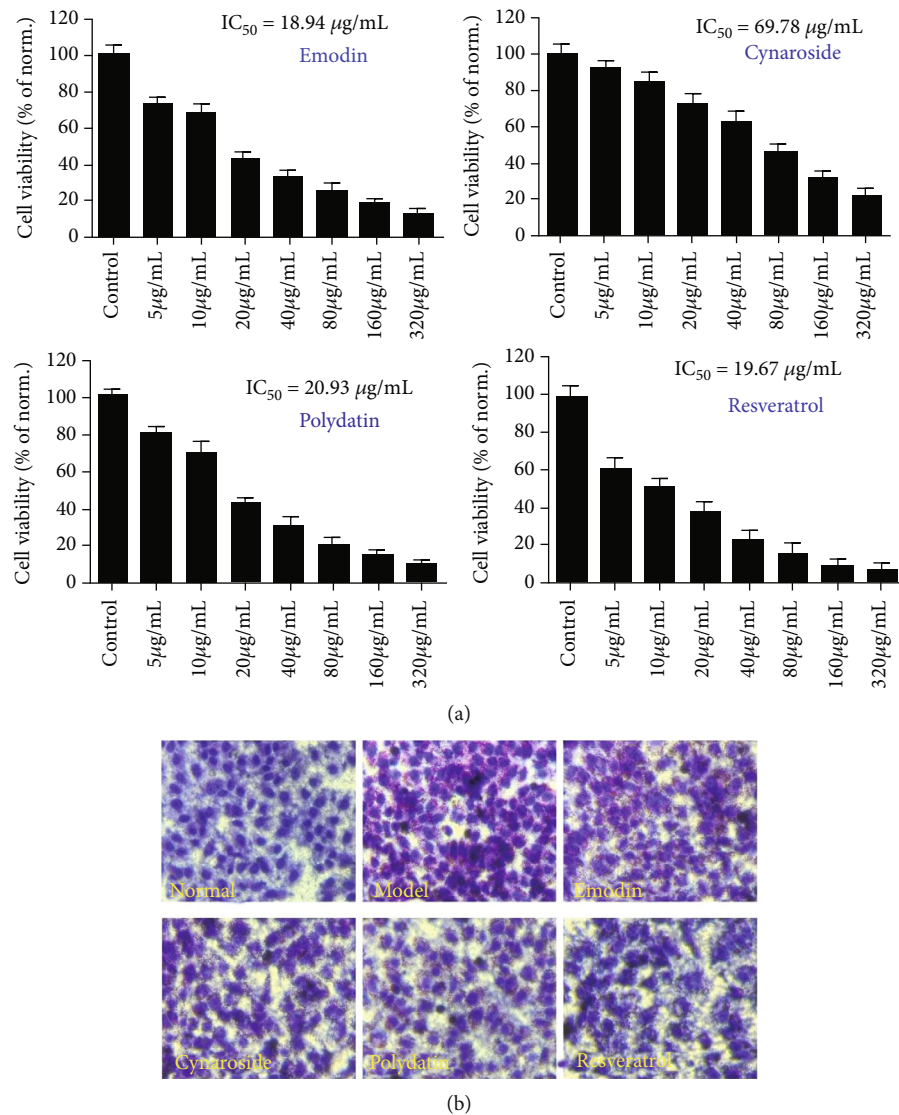 IC50 = 18.94 μg/mL
Emodin
Cell viability (% of norm.)
120
100
80
60
40
20
0
Control
5μg/mL
10μg/mL
20μg/mL
40μg/mL
80μg/mL
160μg/mL
320μg/mL
IC50 = 69.78 μg/mL
Cynaroside
Cell viability (% of norm.)
120
100
80
60
40
20
0
Control
5μg/mL
10μg/mL
20μg/mL
40μg/mL
80μg/mL
160μg/mL
320μg/mL
IC50 = 20.93 μg/mL
Polydatin
Cell viability (% of norm.)
120
100
80
60
40
20
0
Control
5μg/mL
10μg/mL
20μg/mL
40μg/mL
80μg/mL
160μg/mL
320μg/mL
IC50 = 19.67 μg/mL
Resveratrol
Cell viability (% of norm.)
120
100
80
60
40
20
0
Control
5μg/mL
10μg/mL
20μg/mL
40μg/mL
80μg/mL
160μg/mL
320μg/mL
(a)
Normal
Model
Emodin
Cynaroside
Polydatin
Resveratrol
(b)